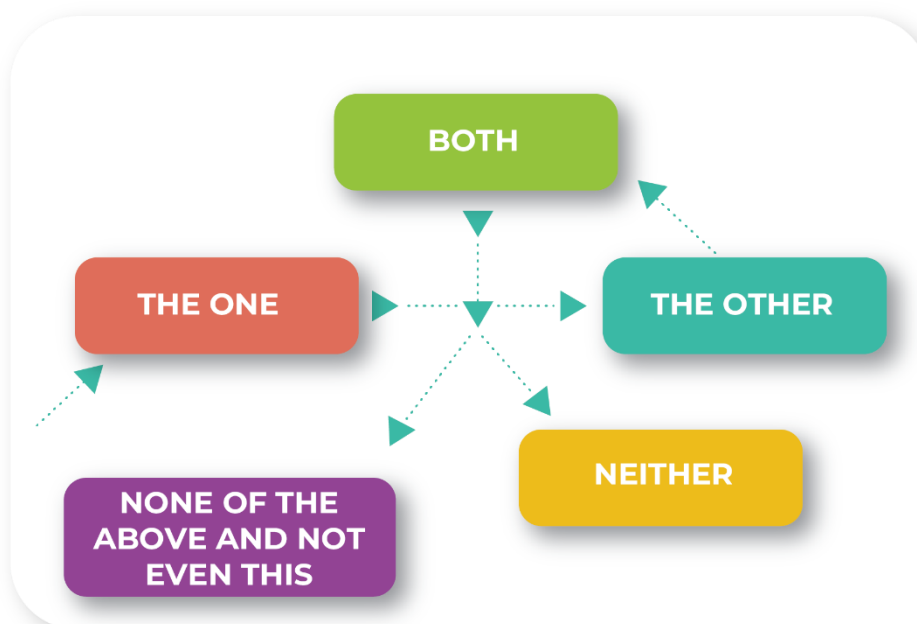 BOTH
THE ONE
THE OTHER
NEITHER
NONE OF THE
ABOVE AND NOT
EVEN THIS